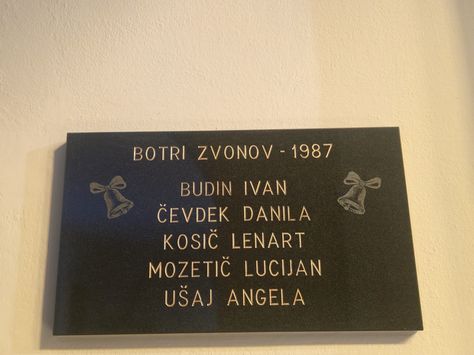 BOTRI ZVONOV - 1987
BUDIN IVAN
ČEVDEK DANILA
KOSIČ LENART
MOZETIČ LUCIJAN
UŠAJ ANGELA